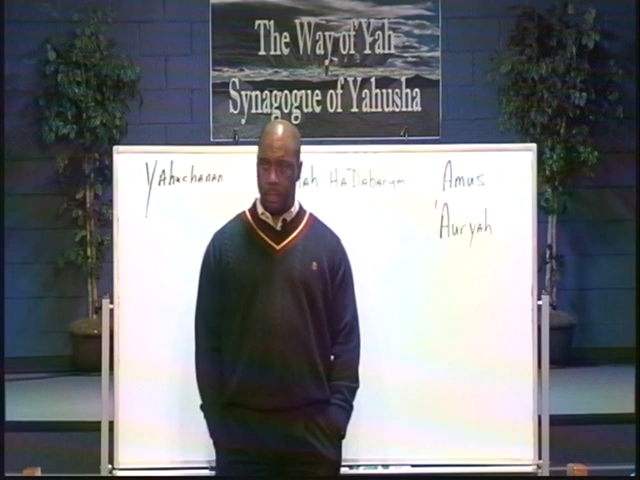 The Way of Yah
Synagogue of Yahusha
Yahuchanan HaDabarym Amus
'Auryah